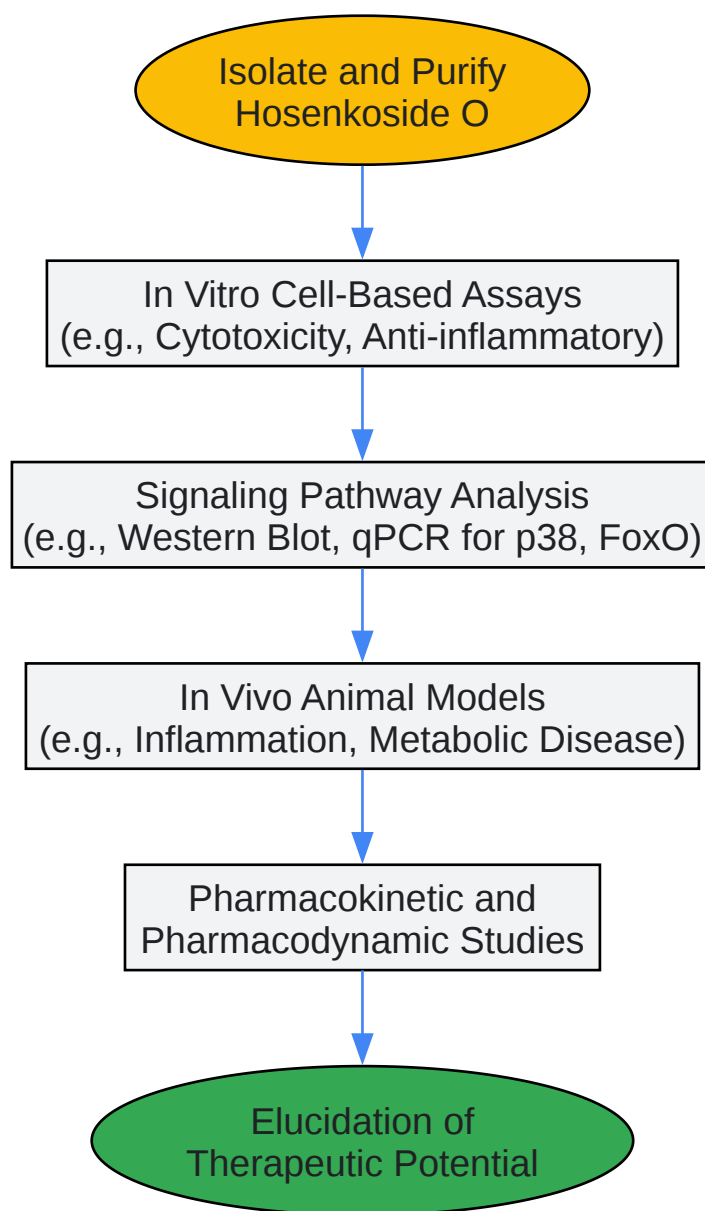 Isolate and Purify
Hosenkoside O
In Vitro Cell-Based Assays
(e.g., Cytotoxicity, Anti-inflammatory)
Signaling Pathway Analysis
(e.g., Western Blot, qPCR for p38, FoxO)
In Vivo Animal Models
(e.g., Inflammation, Metabolic Disease)
Pharmacokinetic and
Pharmacodynamic Studies
Elucidation of
Therapeutic Potential